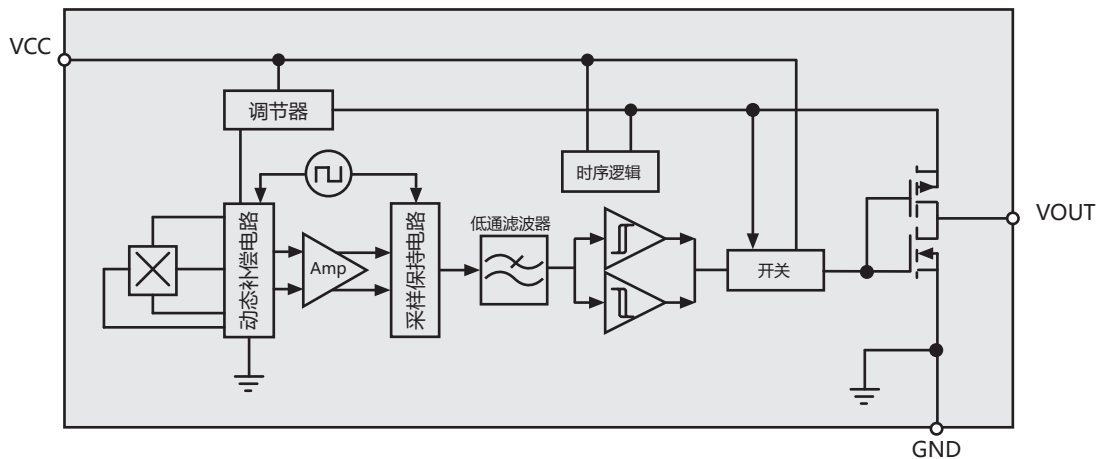 VCC
调节器
时序逻辑
低通滤波器
VOUT
动态补偿电路
Amp
采样保持电路
开关
GND